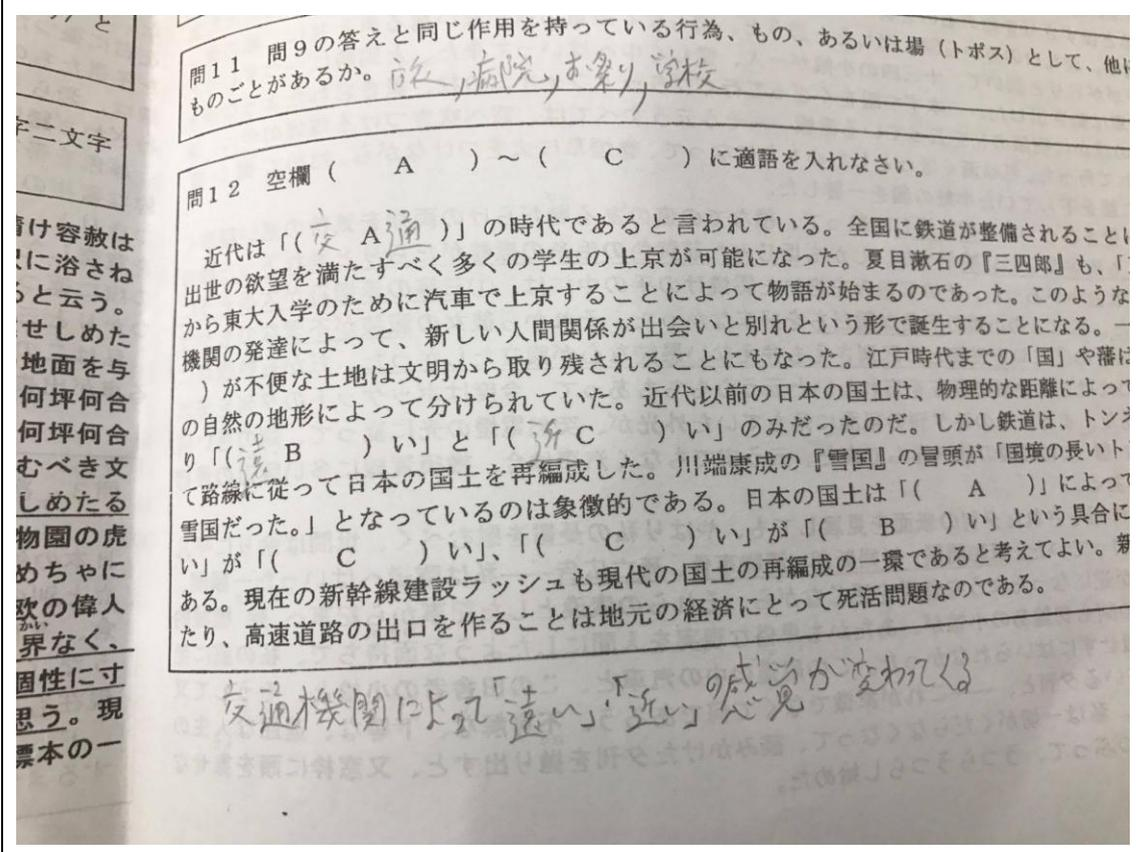 と
字二文字
青け容赦は
尺に浴さね
ると云う。
せしめた
地面を与
何坪何合
何坪何合
むべき文
しめたる
物園の虎
めちゃに
欧の偉人
界なく、
個性に寸
思う。現
標本の一
問11 問9の答えと同じ作用を持っている行為、もの、あるいは場（トポス）として、他に
ものごとがあるか。旅,病院,お祭り,学校
問12 空欄（ A ）～（ C ）に適語を入れなさい。
近代は「（交 A 通）」の時代であると言われている。全国に鉄道が整備されることに
出世の欲望を満たすべく多くの学生の上京が可能になった。夏目漱石の『三四郎』も、「
から東大入学のために汽車で上京することによって物語が始まるのであった。このような
機関の発達によって、新しい人間関係が出会いと別れという形で誕生することになる。一
）が不便な土地は文明から取り残されることにもなった。江戸時代までの「国」や藩は
の自然の地形によって分けられていた。近代以前の日本の国土は、物理的な距離によって
り「（遠 B ）い」と「（近 C ）い」のみだったのだ。しかし鉄道は、トンネ
て路線に従って日本の国土を再編成した。川端康成の『雪国』の冒頭が「国境の長いト
雪国だった。」となっているのは象徴的である。日本の国土は「（ A ）」によって
い」が「（ C ）い」、「（ C ）い」が「（ B ）い」という具合に
ある。現在の新幹線建設ラッシュも現代の国土の再編成の一環であると考えてよい。新
たり、高速道路の出口を作ることは地元の経済にとって死活問題なのである。
交通機関によって「遠い」・「近い」の感覚が変わってくる